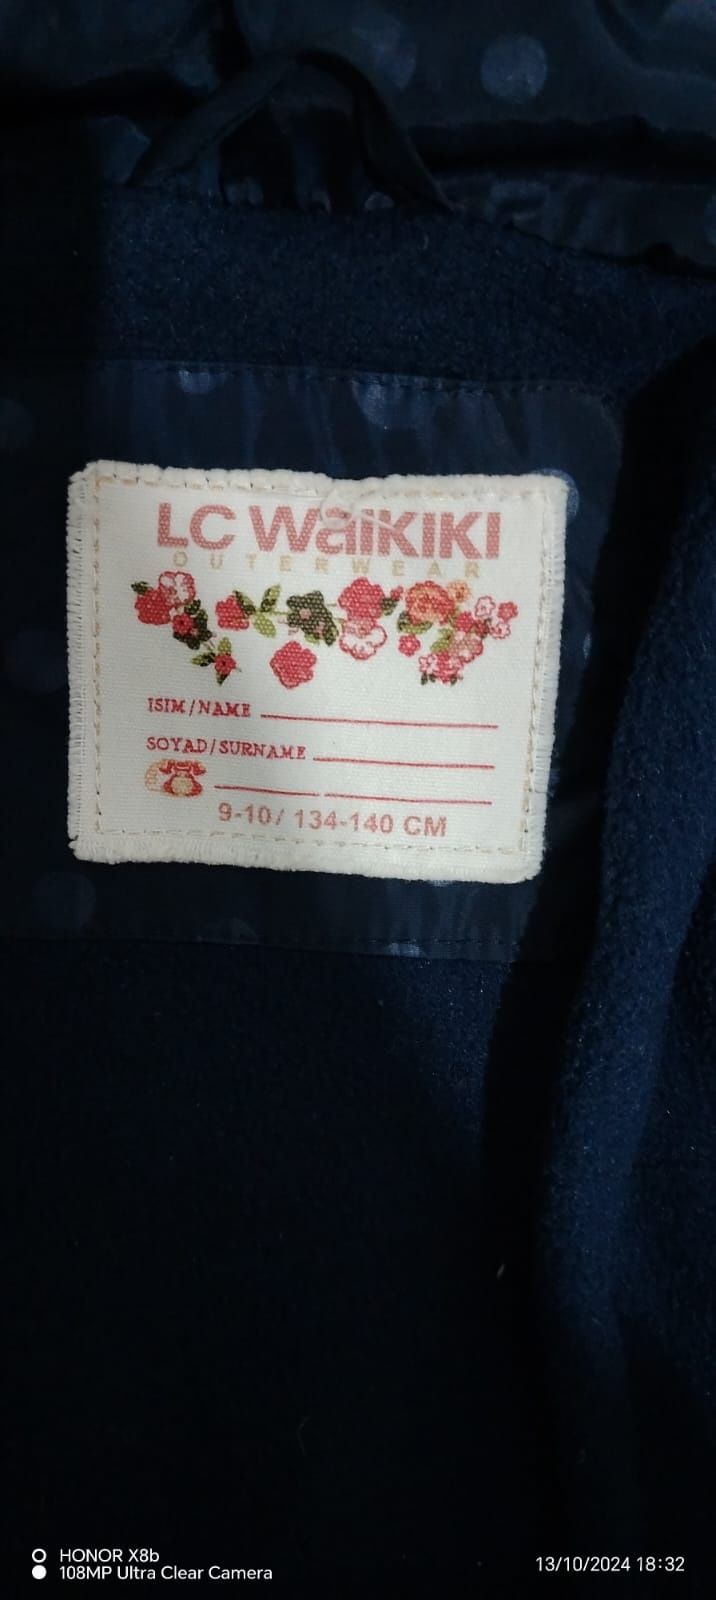 LC WaiKiKi
OUTERWEAR
ISIM/NAME
SOYAD/SURNAME
9-10/ 134-140 CM
HONOR X8b
108MP Ultra Clear Camera
13/10/2024 18:32